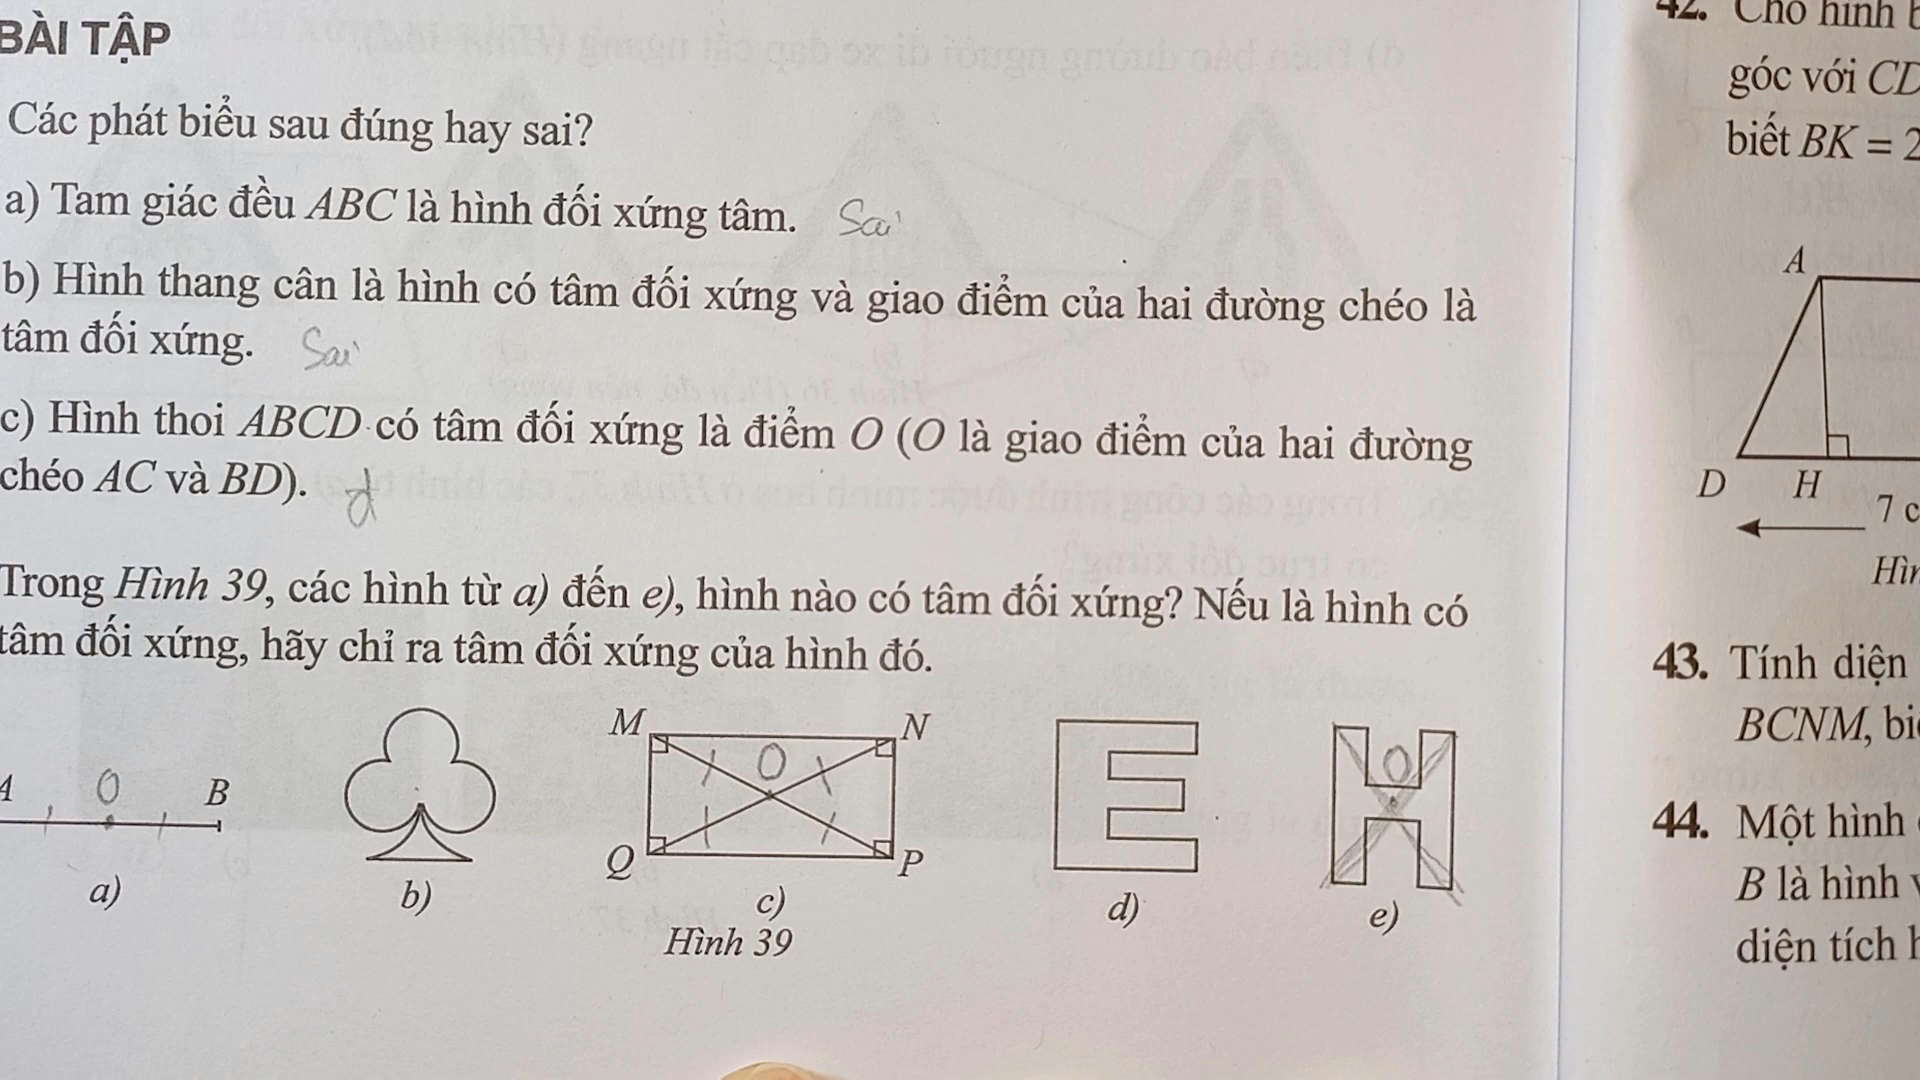 BÀI TẬP
Các phát biểu sau đúng hay sai?
a) Tam giác đều ABC là hình đối xứng tâm. Sai
b) Hình thang cân là hình có tâm đối xứng và giao điểm của hai đường chéo là
tâm đối xứng. Sai
c) Hình thoi ABCD có tâm đối xứng là điểm O (O là giao điểm của hai đường
chéo AC và BD). đ
Trong Hình 39, các hình từ a) đến e), hình nào có tâm đối xứng? Nếu là hình có
tâm đối xứng, hãy chỉ ra tâm đối xứng của hình đó.
A O B
a)
b)
M N
O
Q P
c)
d)
O
e)
Hình 39
42. Cho hình b
góc với CD
biết BK = 2
A
D H
7 c
Hìn
43. Tính diện
BCNM, bi
44. Một hình
B là hình v
diện tích h